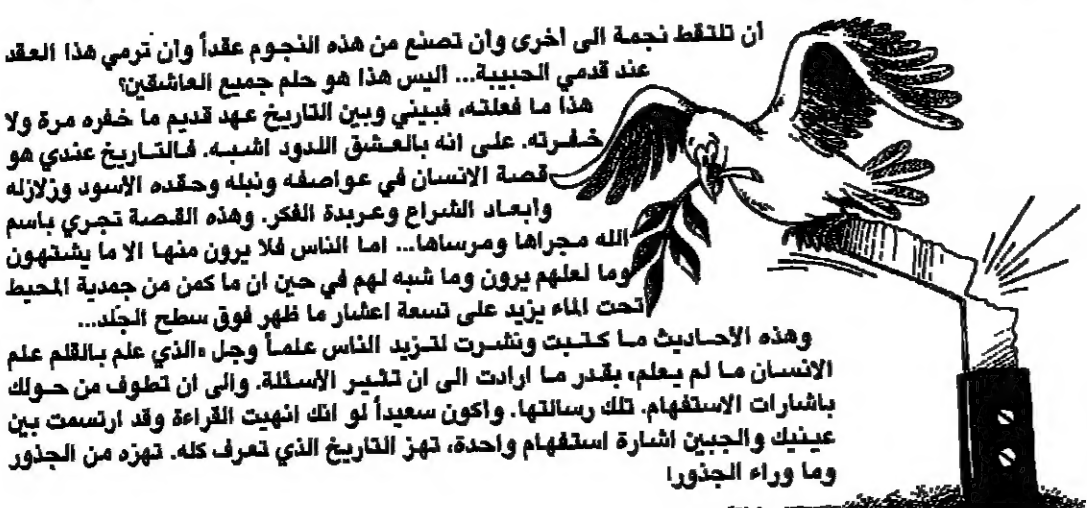 أن تلتقط نجمة الى اخرى وان تصنع من هذه النجوم عقداً وان ترمي هذا العقد
عند قدمي الحبيبة... اليس هذا هو حلم جميع العاشقين؟
هذا ما فعلته، فبيني وبين التاريخ عهد قديم ما خفره مرة ولا
خفرته. على انه بالعشق اللدود اشبه. فالتاريخ عندي هو
قصة الانسان في عواصفه ونبله وحقده الأسود وزلازله
وابعاد الشراع وعربدة الفكر. وهذه القصة تجري باسم
الله مجراها ومرساها... اما الناس فلا يرون منها الا ما يشتهون
وما لعلهم يرون وما شبه لهم في حين ان ما كمن من جمدية المحيط
تحت الماء يزيد على تسعة اعشار ما ظهر فوق سطح الجلد...
وهذه الأحاديث ما كتبت ونشرت لتزيد الناس علماً وجل «الذي علم بالقلم علم
الانسان ما لم يعلم» بقدر ما ارادت الى ان تثير الأسئلة. والى ان تطوف من حولك
باشارات الاستفهام. تلك رسالتها. واكون سعيداً لو انك انهيت القراءة وقد ارتسمت بين
عينيك والجبين اشارة استفهام واحدة، تهز التاريخ الذي تعرف كله. تهزه من الجذور
وما وراء الجذور!